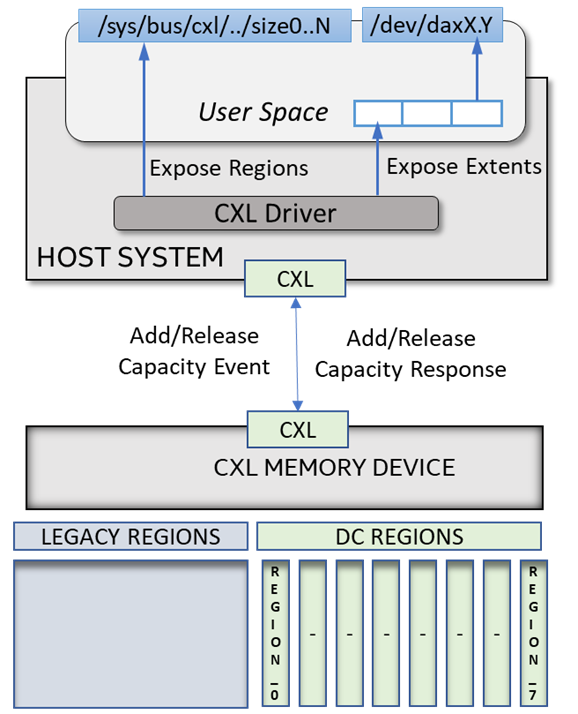 /sys/bus/cxl/../size0..N
/dev/daxX.Y
User Space
Expose Regions
Expose Extents
CXL Driver
HOST SYSTEM
CXL
Add/Release
Capacity Event
Add/Release
Capacity Response
CXL
CXL MEMORY DEVICE
LEGACY REGIONS
DC REGIONS
REGION_0
-
-
-
-
-
-
REGION_7